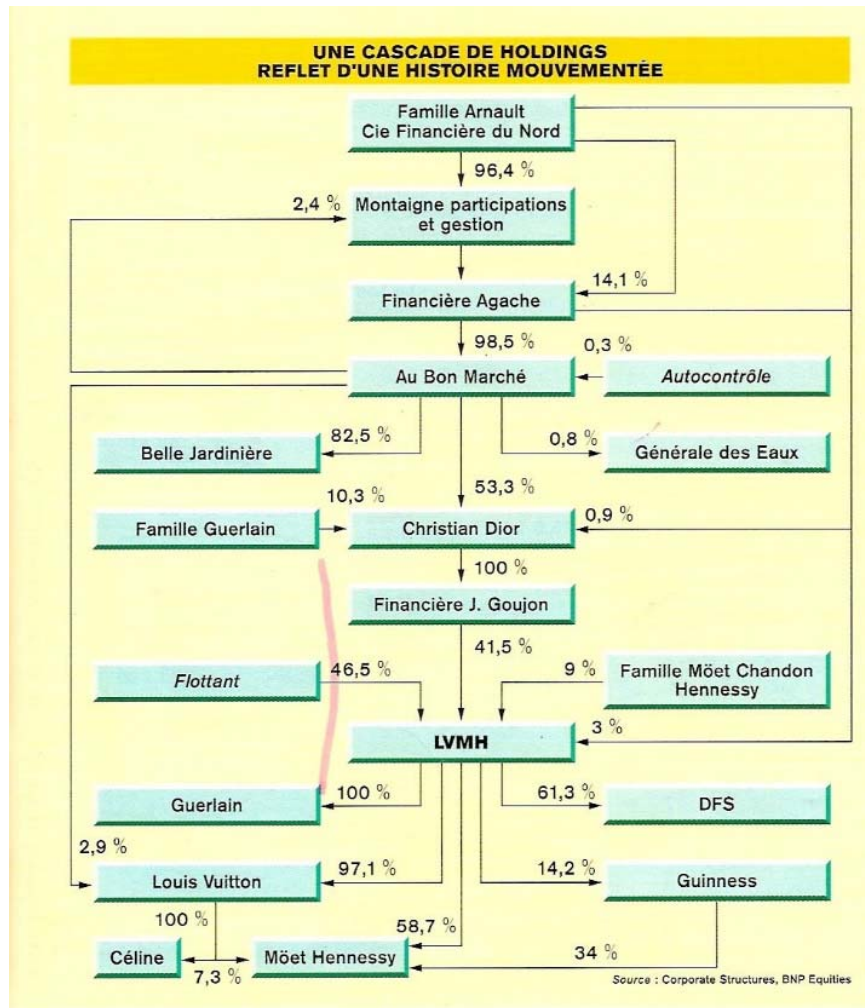 UNE CASCADE DE HOLDINGS
REFLET D'UNE HISTOIRE MOUVEMENTÉE
Famille Arnault
Cie Financière du Nord
96,4 %
2,4 %
Montaigne participations
et gestion
14,1 %
Financière Agache
98,5 %
0,3 %
Au Bon Marché
Autocontrôle
82,5 %
0,8 %
Belle Jardinière
Générale des Eaux
53,3 %
10,3 %
0,9 %
Famille Guerlain
Christian Dior
100 %
Financière J. Goujon
41,5 %
46,5 %
9 %
Flottant
Famille Möet Chandon
Hennessy
3 %
LVMH
100 %
61,3 %
Guerlain
DFS
2,9 %
97,1 %
14,2 %
Louis Vuitton
Guinness
100 %
58,7 %
34 %
Céline
7,3 %
Möet Hennessy
Source : Corporate Structures, BNP Equities